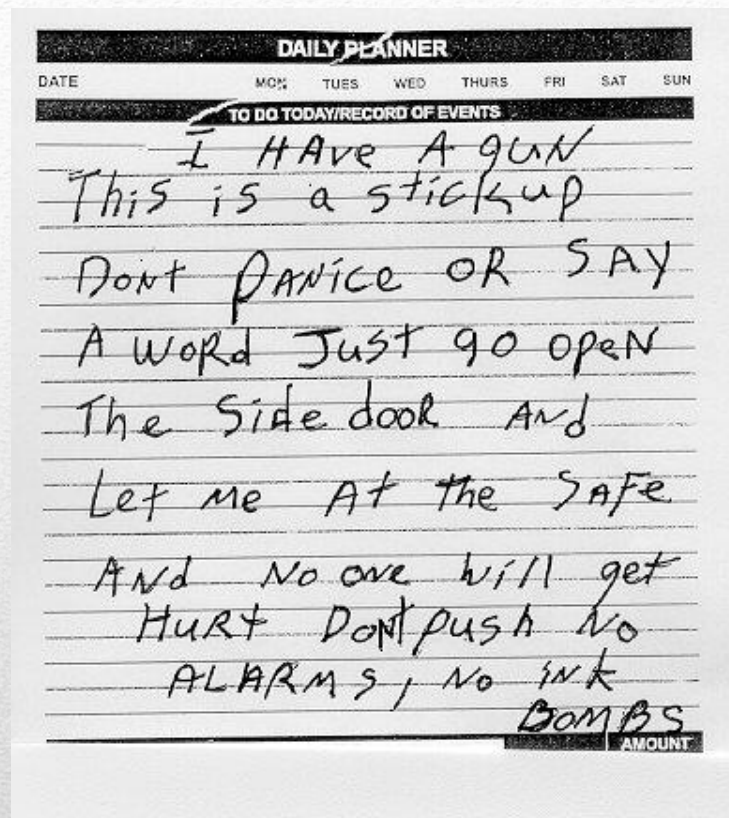 DAILY PLANNER
DATE MON TUES WED THURS FRI SAT SUN
TO DO TODAY/RECORD OF EVENTS
I HAve A guN
This is a stickup
DoNt PANice OR SAY
A WoRd Just go opeN
The Side door ANd
Let Me At the SAFe
ANd No one will get
HuRt DoNt push No
ALARMS, No iNk
BoMBS
AMOUNT